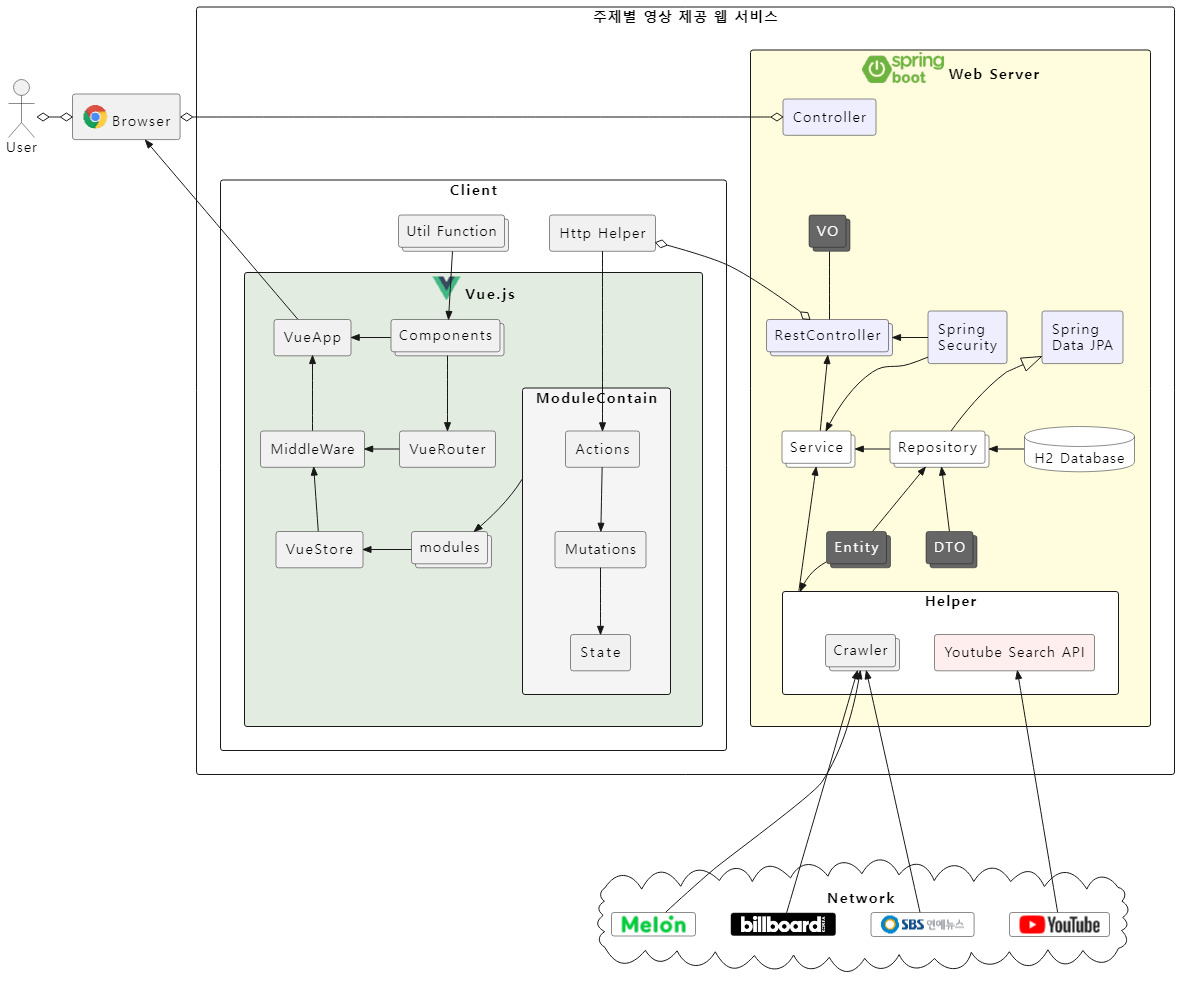 주제별 영상 제공 웹 서비스
spring
boot
Web Server
Browser
Controller
User
Client
Util Function
Http Helper
VO
Vue.js
VueApp
Components
RestController
Spring
Security
Spring
Data JPA
ModuleContain
MiddleWare
VueRouter
Actions
Service
Repository
H2 Database
VueStore
modules
Mutations
Entity
DTO
Helper
State
Crawler
Youtube Search API
Network
Melon
billboard
SBS 연예뉴스
YouTube